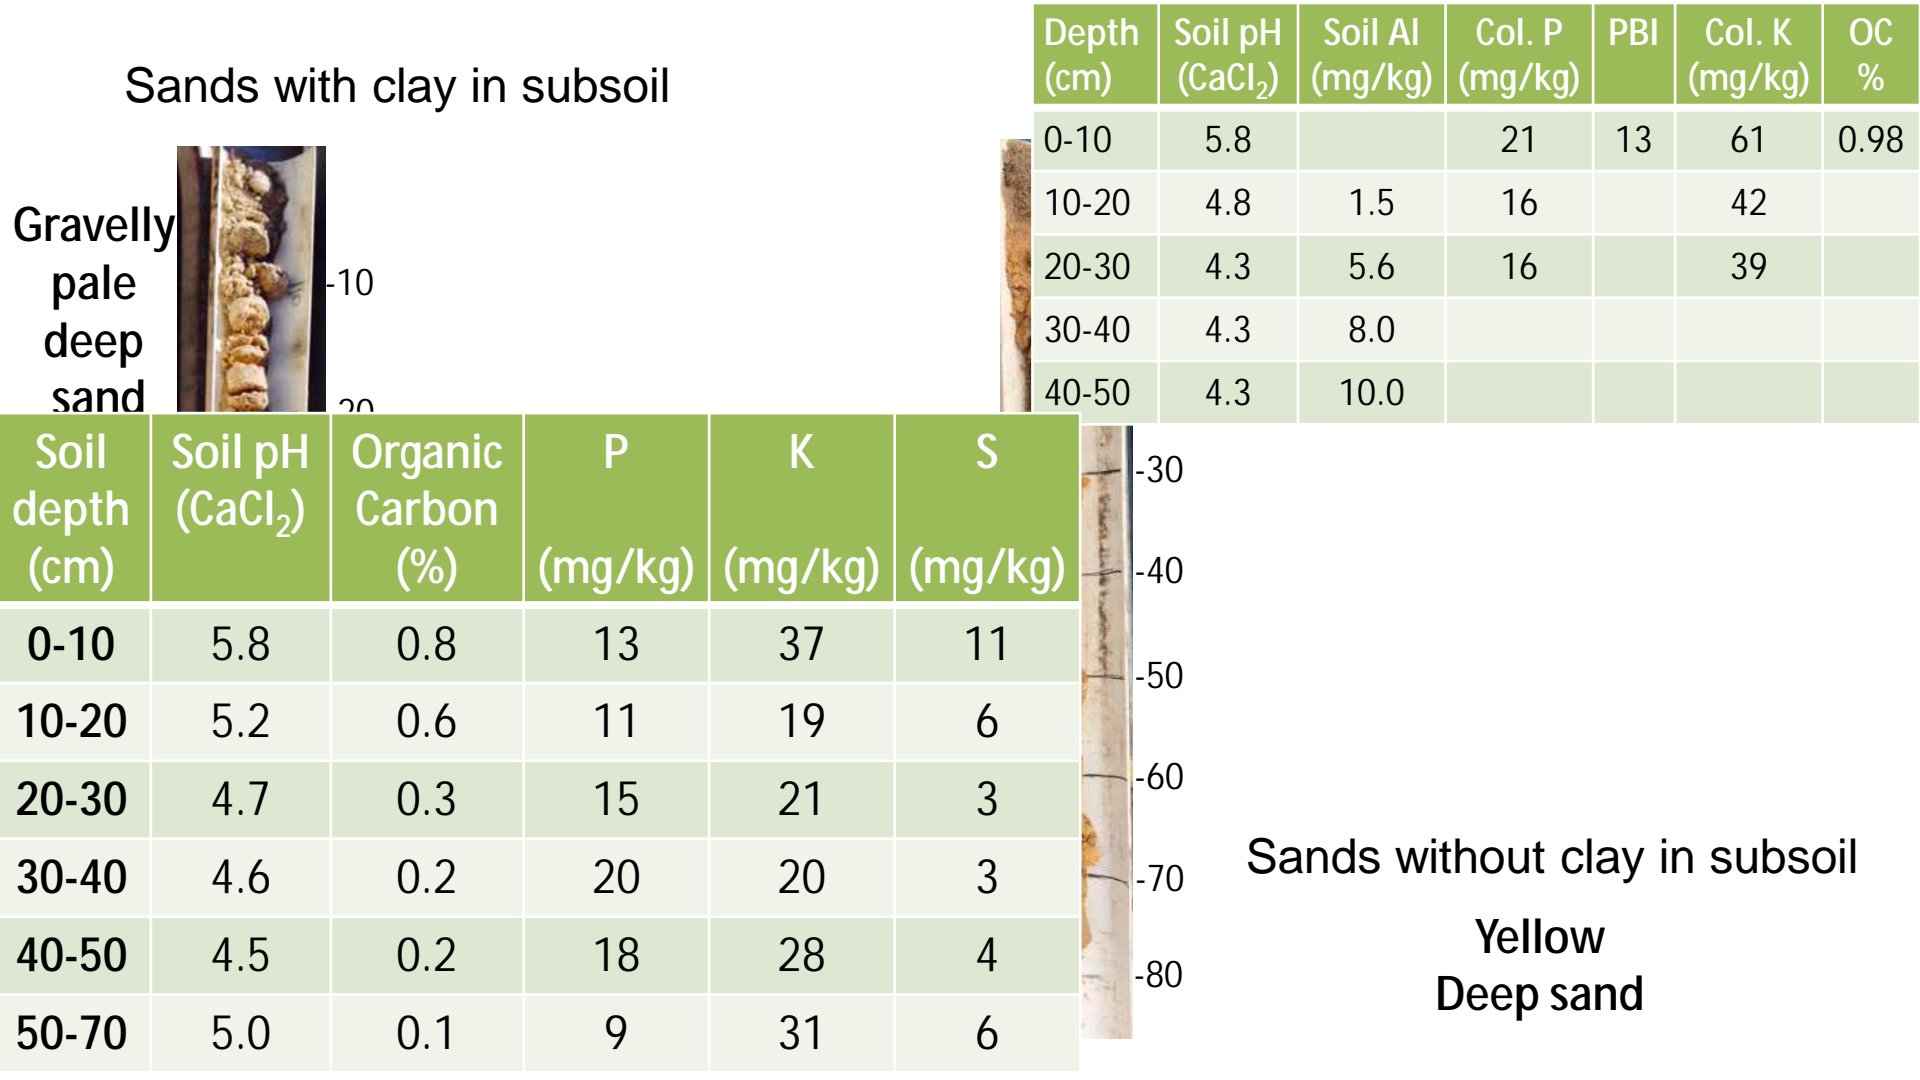 Sands with clay in subsoil
Gravelly
pale
deep
sand
-10
-20
Depth (cm) Soil pH (CaCl₂) Soil Al (mg/kg) Col. P (mg/kg) PBI Col. K (mg/kg) OC %
0-10 5.8 21 13 61 0.98
10-20 4.8 1.5 16 42
20-30 4.3 5.6 16 39
30-40 4.3 8.0
40-50 4.3 10.0
Soil depth (cm) Soil pH (CaCl₂) Organic Carbon (%) P (mg/kg) K (mg/kg) S (mg/kg)
0-10 5.8 0.8 13 37 11
10-20 5.2 0.6 11 19 6
20-30 4.7 0.3 15 21 3
30-40 4.6 0.2 20 20 3
40-50 4.5 0.2 18 28 4
50-70 5.0 0.1 9 31 6
-30
-40
-50
-60
-70
-80
Sands without clay in subsoil
Yellow
Deep sand